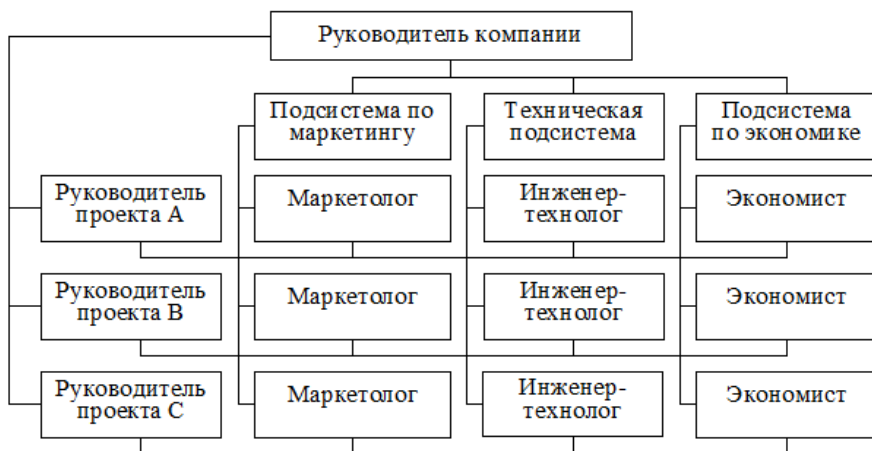 Руководитель компании
Подсистема по
маркетингу
Техническая
подсистема
Подсистема
по экономике
Руководитель
проекта А
Маркетолог
Инженер-
технолог
Экономист
Руководитель
проекта В
Маркетолог
Инженер-
технолог
Экономист
Руководитель
проекта С
Маркетолог
Инженер-
технолог
Экономист